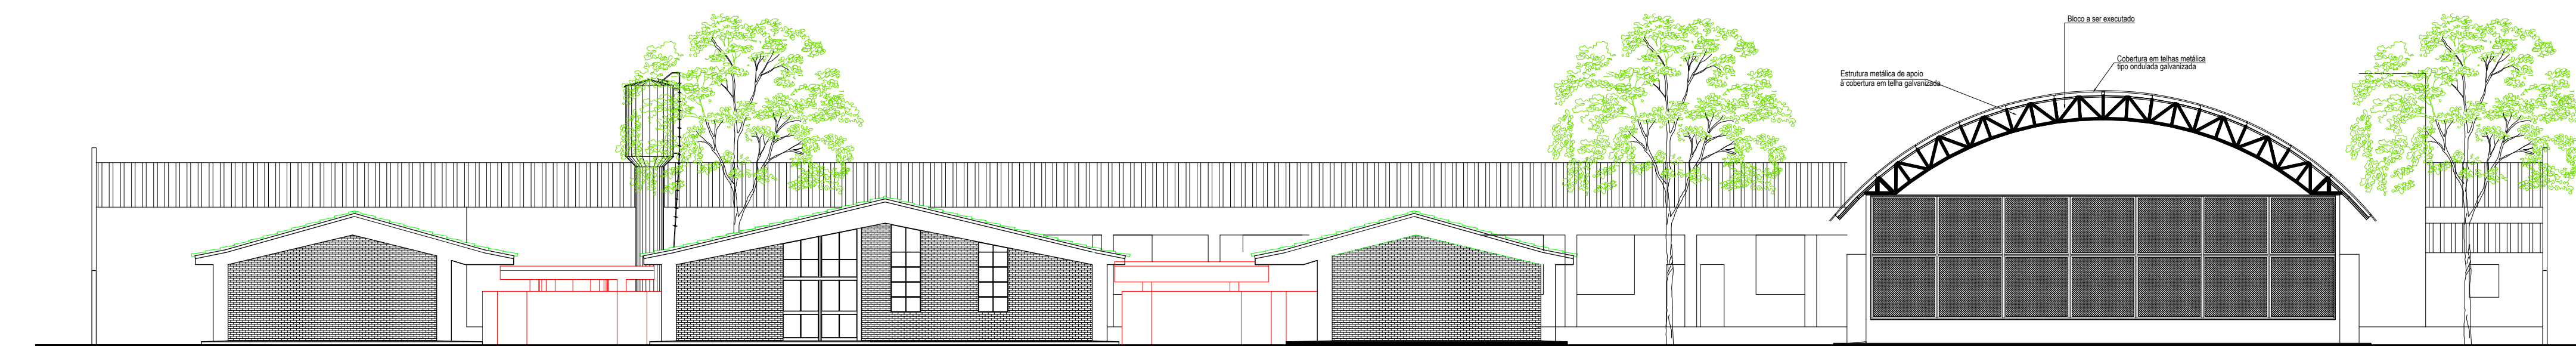 Bloco a ser executado
Cobertura em telhas metálica
tipo ondulada galvanizada
Estrutura metálica de apoio
à cobertura em telha galvanizada